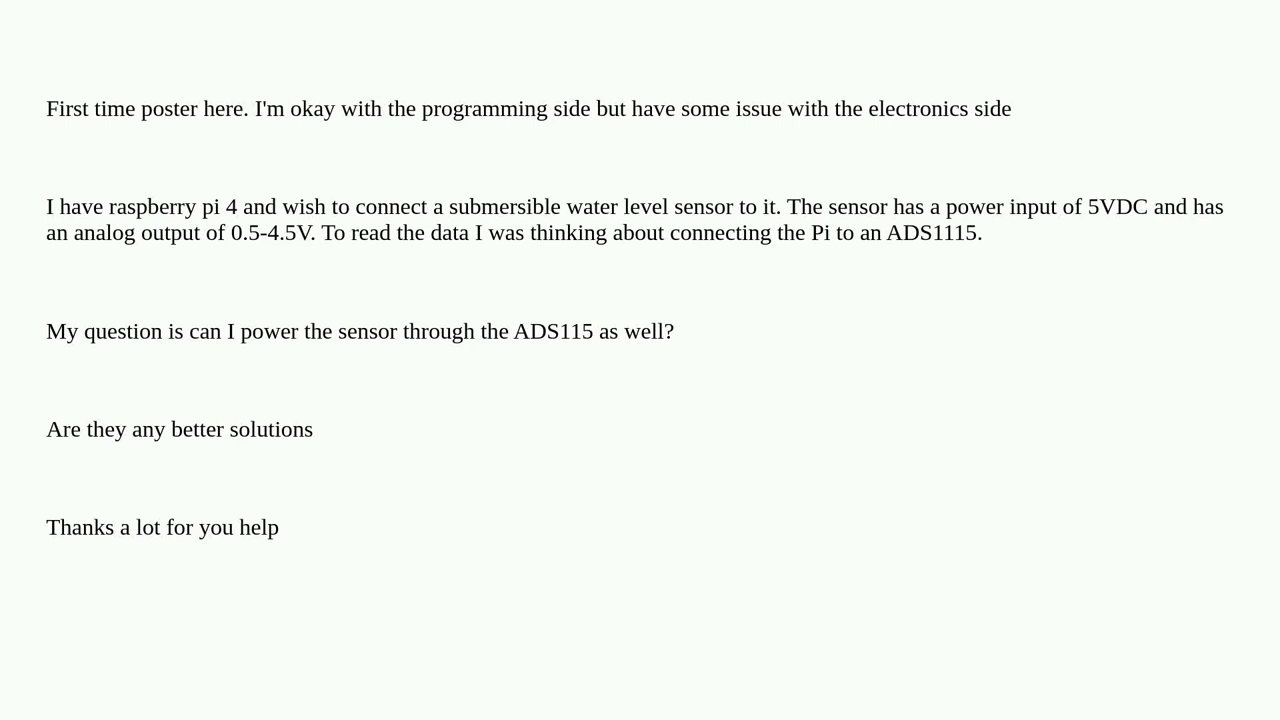 First time poster here. I'm okay with the programming side but have some issue with the electronics side
I have raspberry pi 4 and wish to connect a submersible water level sensor to it. The sensor has a power input of 5VDC and has
an analog output of 0.5-4.5V. To read the data I was thinking about connecting the Pi to an ADS1115.
My question is can I power the sensor through the ADS115 as well?
Are they any better solutions
Thanks a lot for you help